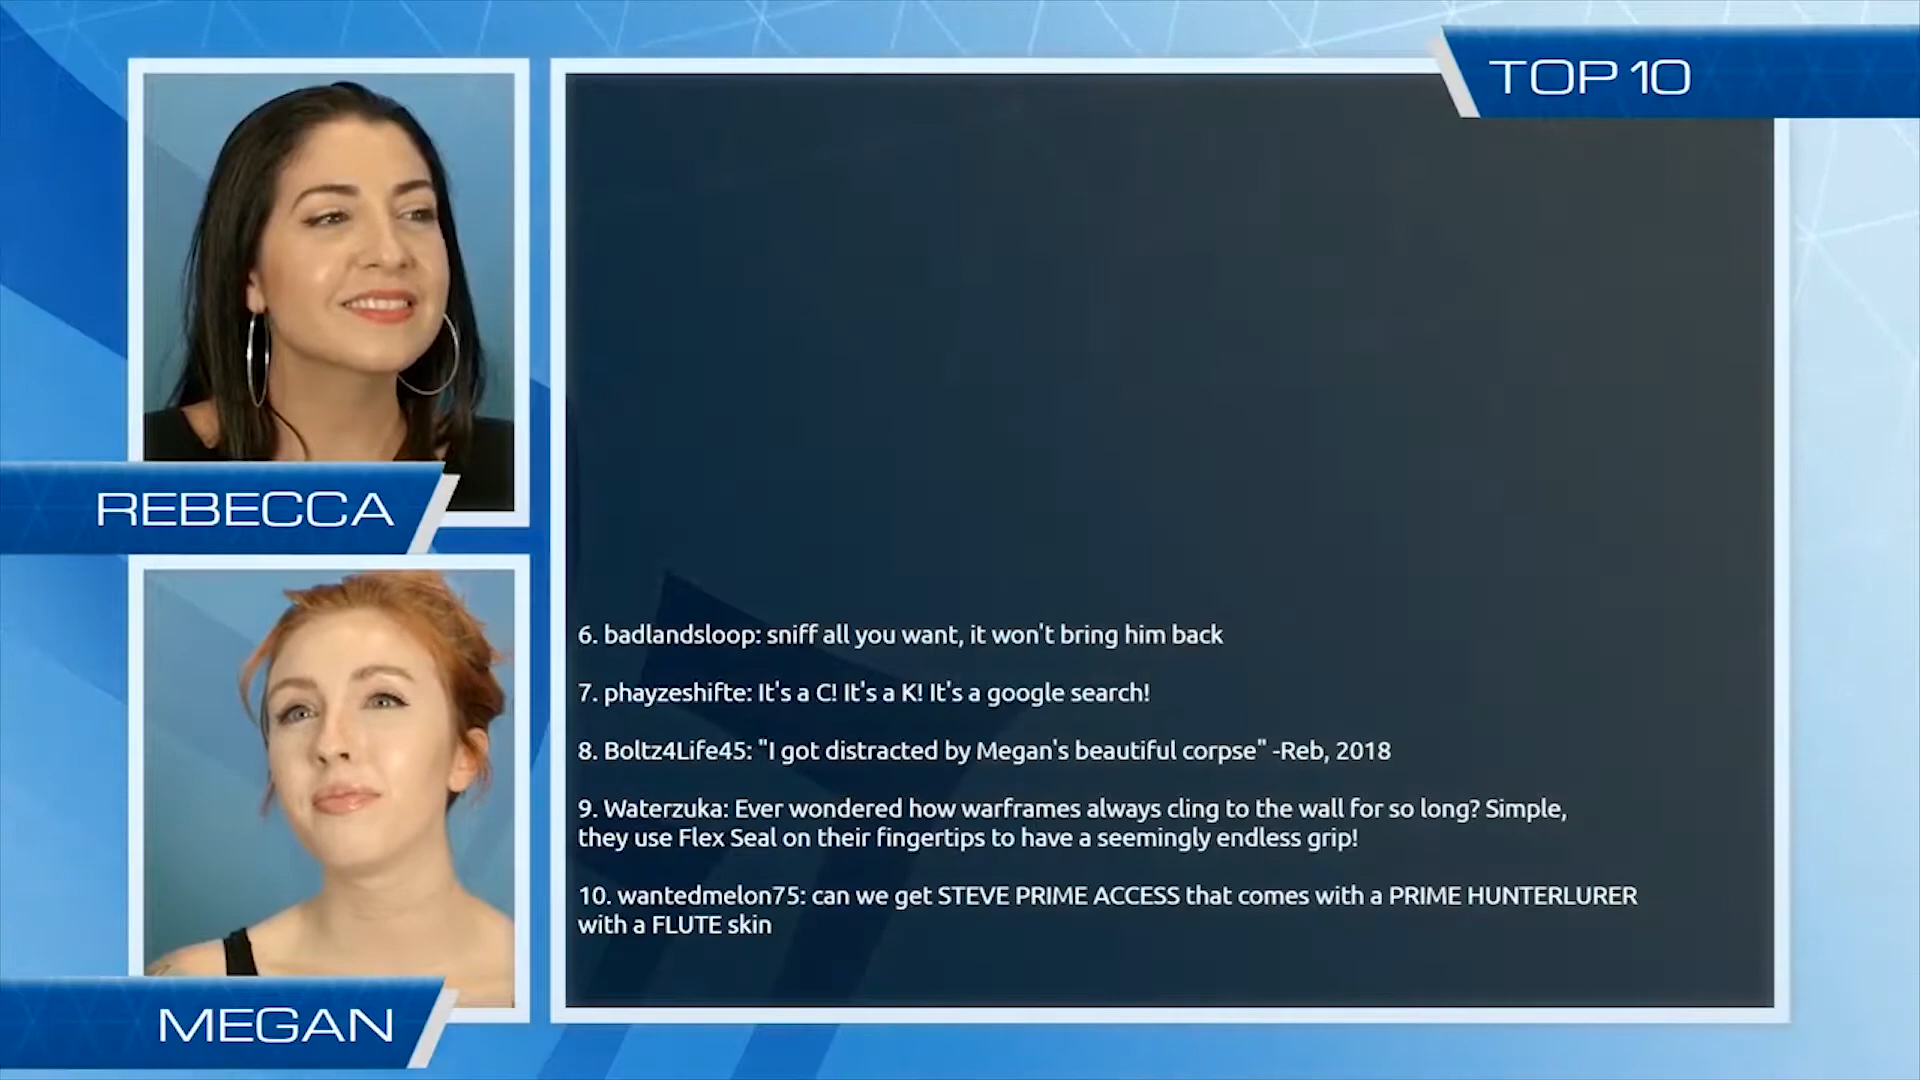 TOP 10
REBECCA
MEGAN
6. badlandsloop: sniff all you want, it won't bring him back
7. phayzeshifte: It's a C! It's a K! It's a google search!
8. Boltz4Life45: "I got distracted by Megan's beautiful corpse" -Reb, 2018
9. Waterzuka: Ever wondered how warframes always cling to the wall for so long? Simple,
they use Flex Seal on their fingertips to have a seemingly endless grip!
10. wantedmelon75: can we get STEVE PRIME ACCESS that comes with a PRIME HUNTERLURER
with a FLUTE skin